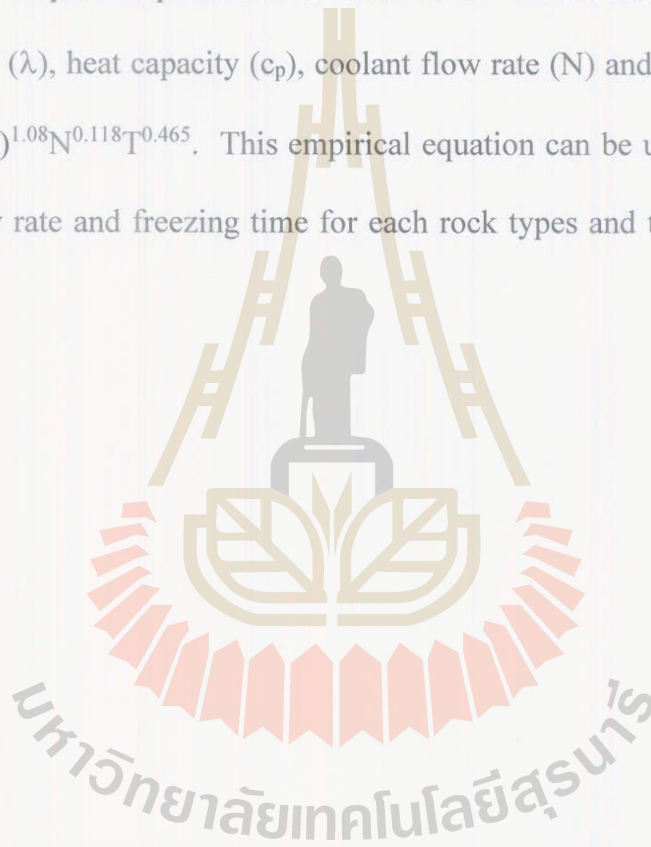 (λ), heat capacity (cₚ), coolant flow rate (N) and
)¹·⁰⁸N⁰·¹¹⁸T⁰·⁴⁶⁵. This empirical equation can be u
rate and freezing time for each rock types and t
มหาวิทยาลัยเทคโนโลยีสุรนารี